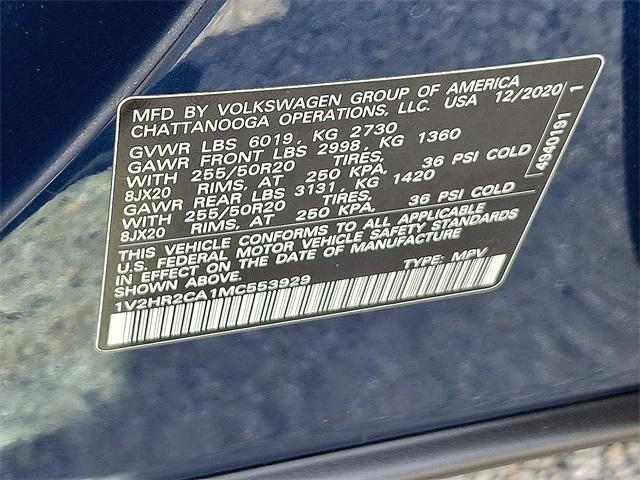 MFD BY VOLKSWAGEN GROUP OF AMERICA
CHATTANOOGA OPERATIONS, LLC. USA 12/2020
GVWR LBS 6019, KG 2730
GAWR FRONT LBS 2998, KG 1360
WITH 255/50R20 TIRES, 36 PSI COLD
8JX20 RIMS, AT 250 KPA,
GAWR REAR LBS 3131, KG 1420
WITH 255/50R20 TIRES, 36 PSI COLD
8JX20 RIMS, AT 250 KPA,
THIS VEHICLE CONFORMS TO ALL APPLICABLE
U.S. FEDERAL MOTOR VEHICLE SAFETY STANDARDS
IN EFFECT ON THE DATE OF MANUFACTURE
SHOWN ABOVE. TYPE: MPV
1V2HR2CA1MC553929
4940191 1